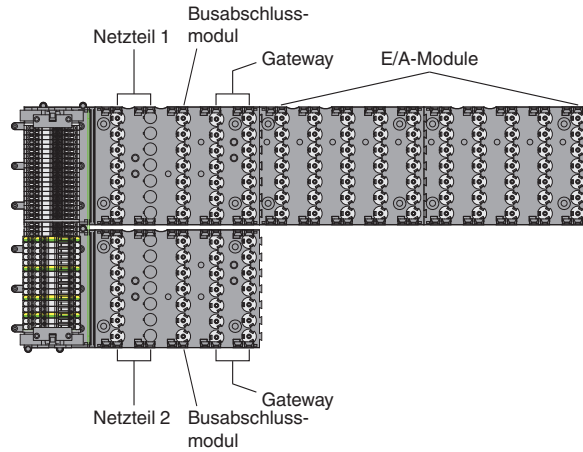 Busabschluss-
modul
Netzteil 1
Gateway
E/A-Module
Gateway
Netzteil 2
Busabschluss-
modul